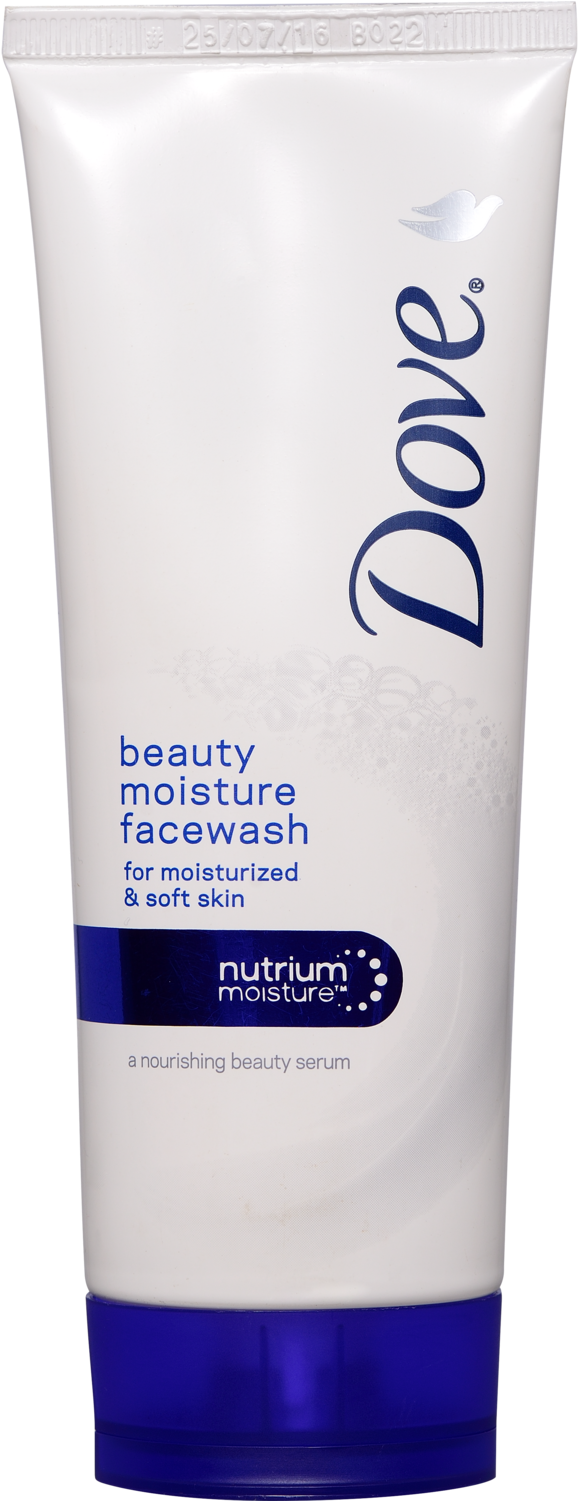 # 25/07/16 B022
Dove®
beauty
moisture
facewash
for moisturized
& soft skin
nutrium
moisture™
a nourishing beauty serum